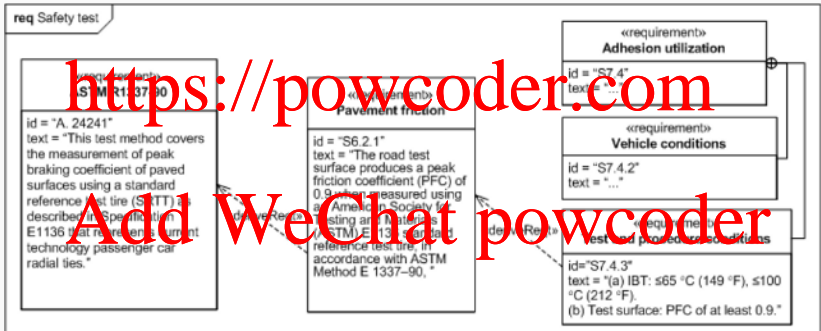 req Safety test
«requirement»
Adhesion utilization
id = “S7.4”
text = “...”
«requirement»
Vehicle conditions
id = “S7.4.2”
text = “...”
«requirement»
Test and procedure conditions
id=“S7.4.3”
text = “(a) IBT: ≤65 °C (149 °F), ≤100
°C (212 °F).
(b) Test surface: PFC of at least 0.9.”
«requirement»
ASTM R1337-90
id = “A. 24241”
text = “This test method covers
the measurement of peak
braking coefficient of paved
surfaces using a standard
reference test tire (SRTT) as
described in Specification
E1136 that represents current
technology passenger car
radial ties.”
«requirement»
Pavement friction
id = “S6.2.1”
text = “The road test
surface produces a peak
friction coefficient (PFC) of
0.9 when measured using
an American Society for
Testing and Materials
(ASTM) E1136 standard
reference test tire, in
accordance with ASTM
Method E 1337–90, ”
«deriveReqt»
«deriveReqt»
https://powcoder.com
Add WeChat powcoder